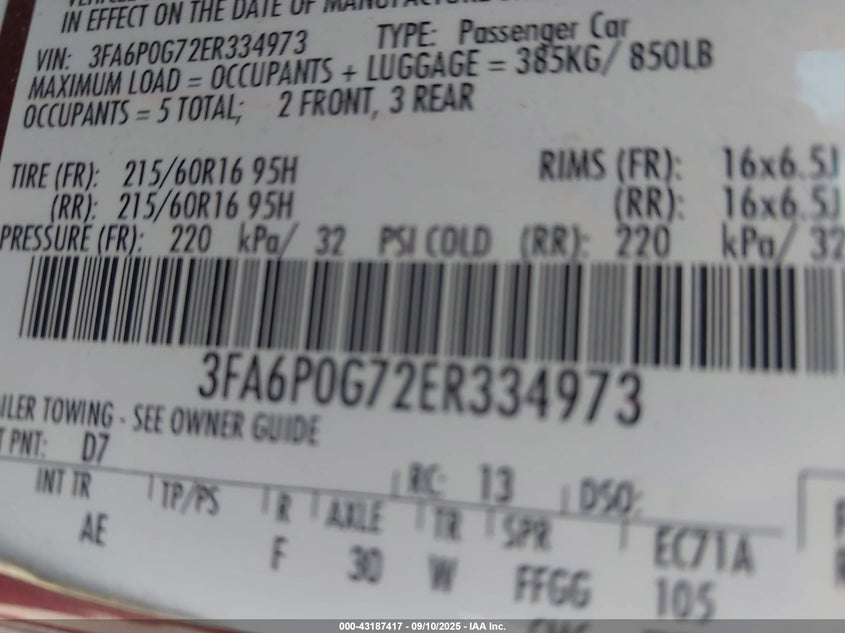 IN EFFECT ON THE DATE OF MANUFACTURE
VIN: 3FA6P0G72ER334973 TYPE: Passenger Car
MAXIMUM LOAD = OCCUPANTS + LUGGAGE = 385KG/ 850LB
OCCUPANTS = 5 TOTAL; 2 FRONT, 3 REAR
TIRE (FR): 215/60R16 95H RIMS (FR): 16x6.5J
(RR): 215/60R16 95H (RR): 16x6.5J
PRESSURE (FR): 220 kPa/ 32 PSI COLD (RR): 220 kPa/ 32
3FA6P0G72ER334973
ILER TOWING - SEE OWNER GUIDE
T PNT: D7 RC: 13 DSO:
INT TR TP/PS R AXLE TR SPR EC71A
AE F 30 W FFGG 105
000-43187417 - 09/10/2025 - IAA Inc.